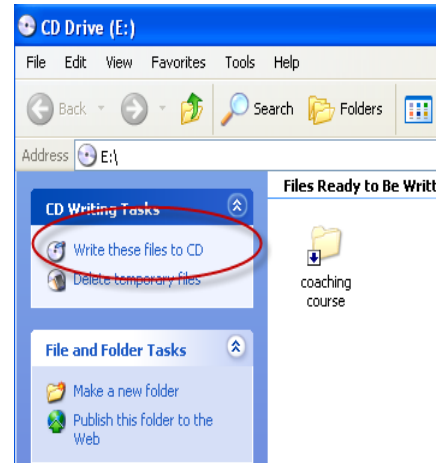 CD Drive (E:)
File Edit View Favorites Tools Help
Back Search Folders
Address E:\
Files Ready to Be Writt
CD Writing Tasks
Write these files to CD
Delete temporary files
coaching
course
File and Folder Tasks
Make a new folder
Publish this folder to the
Web